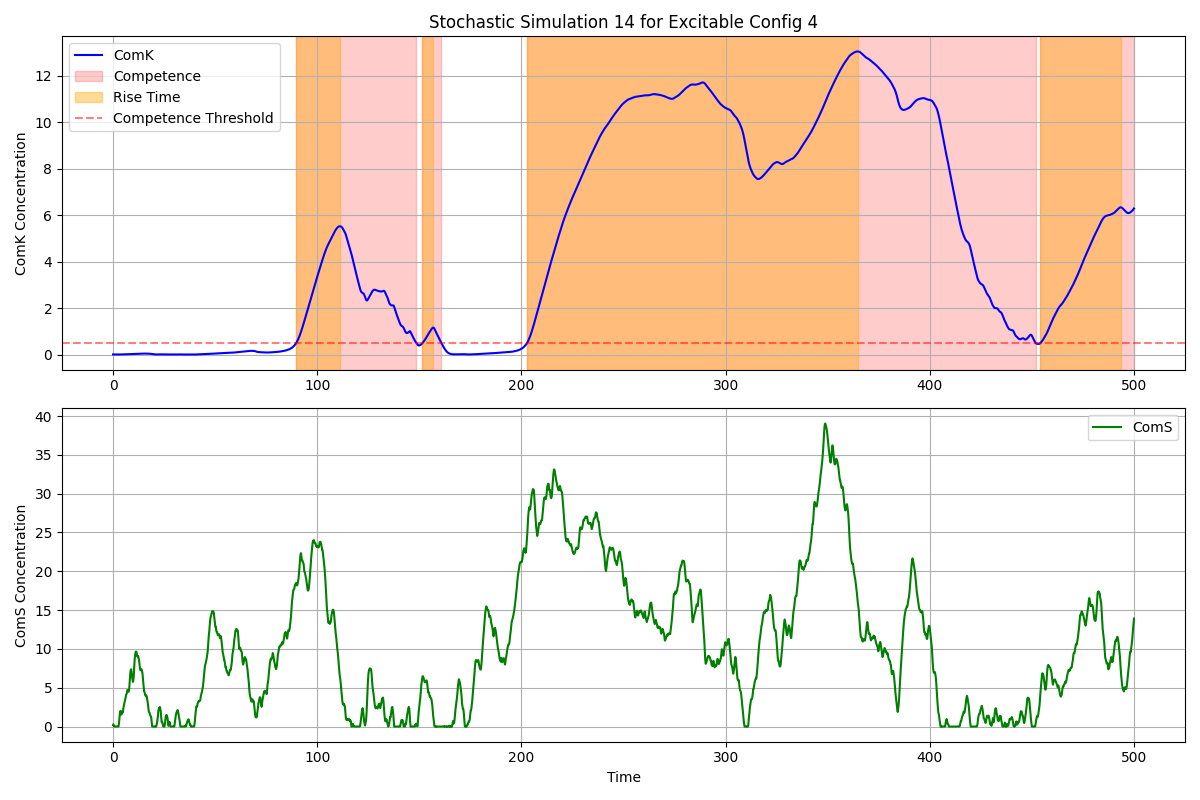 Stochastic Simulation 14 for Excitable Config 4
ComK
Competence
Rise Time
Competence Threshold
ComK Concentration
12
10
8
6
4
2
0
0 100 200 300 400 500
ComS
ComS Concentration
40
35
30
25
20
15
10
5
0
0 100 200 300 400 500
Time